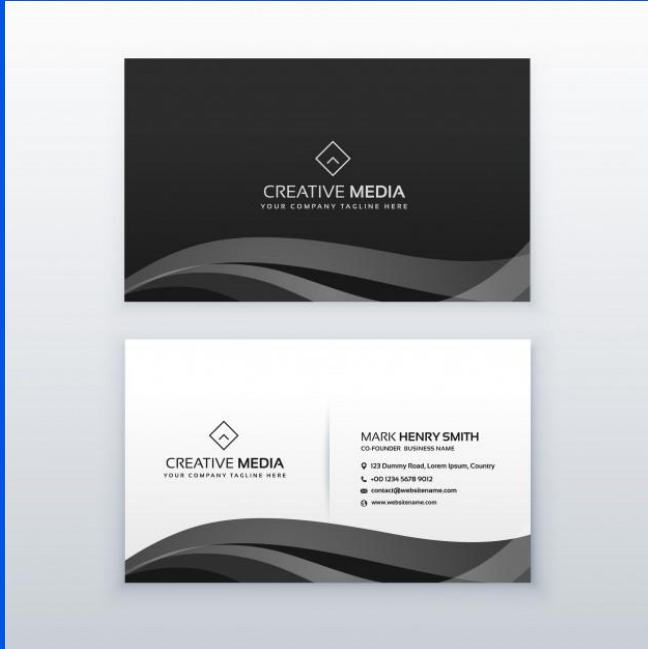 CREATIVE MEDIA
YOUR COMPANY TAGLINE HERE
CREATIVE MEDIA
YOUR COMPANY TAGLINE HERE
MARK HENRY SMITH
CO-FOUNDER BUSINESS NAME
123 Dummy Road, Lorem Ipsum, Country
+00 1234 5678 9012
contact@websitename.com
www.websitename.com